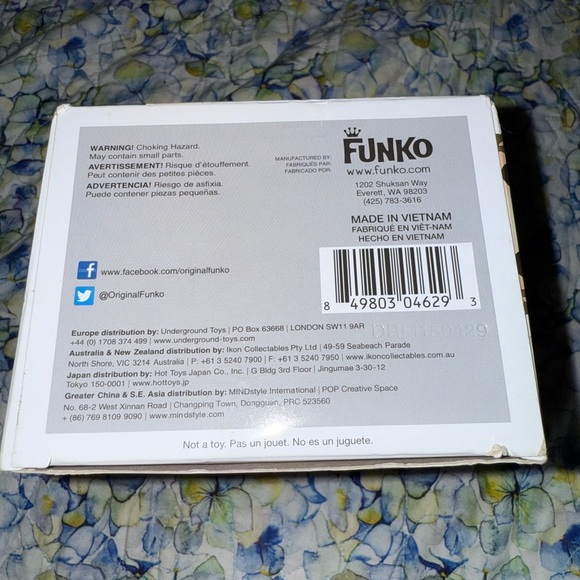 WARNING! Choking Hazard.
May contain small parts.
AVERTISSEMENT! Risque d'étouffement.
Peut contenir des petites pièces.
ADVERTENCIA! Riesgo de asfixia.
Puede contener piezas pequeñas.
MANUFACTURED BY:
FABRIQUÉS PAR:
FABRICADO POR:
FUNKO
www.funko.com
1202 Shuksan Way
Everett, WA 98203
(425) 783-3616
MADE IN VIETNAM
FABRIQUÉ EN VIÊT-NAM
HECHO EN VIETNAM
f www.facebook.com/originalfunko
@OriginalFunko
8 49803 04629 3
Europe distribution by: Underground Toys | PO Box 63668 | LONDON SW11 9AR
+44 (0) 1708 374 499 | www.underground-toys.com
Australia & New Zealand distribution by: Ikon Collectables Pty Ltd | 49-59 Seabeach Parade
North Shore, VIC 3214 Australia | P: +61 3 5240 7900 | F: +61 3 5240 7950 | www.ikoncollectables.com.au
Japan distribution by: Hot Toys Japan Co., Inc. | G Bldg 3rd Floor | Jingumae 3-30-12
Tokyo 150-0001 | www.hottoys.jp
Greater China & S.E. Asia distribution by: MINDstyle International | POP Creative Space
No. 68-2 West Xinnan Road | Changping Town, Dongguan, PRC 523560
+ (86) 769 8109 9090 | www.mindstyle.com
Not a toy. Pas un jouet. No es un juguete.